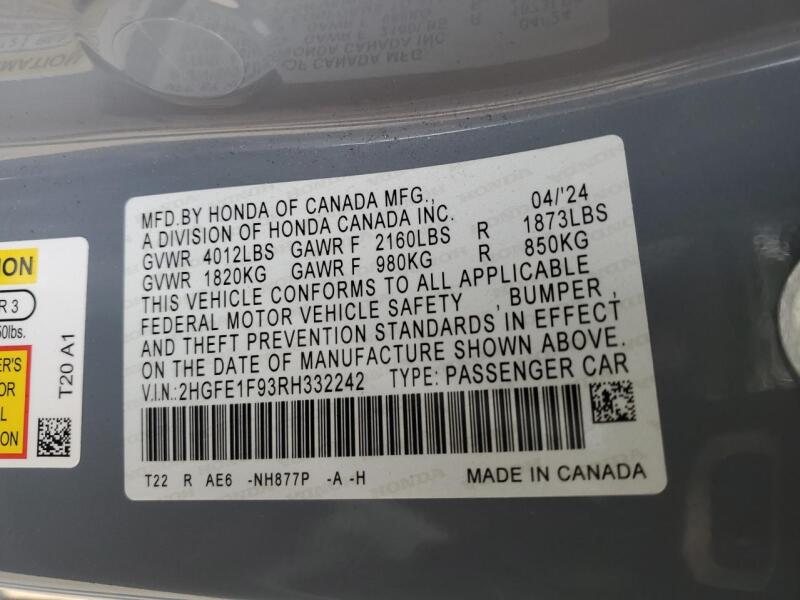 MFD.BY HONDA OF CANADA MFG., 04/'24
A DIVISION OF HONDA CANADA INC.
GVWR 4012LBS GAWR F 2160LBS R 1873LBS
GVWR 1820KG GAWR F 980KG R 850KG
THIS VEHICLE CONFORMS TO ALL APPLICABLE
FEDERAL MOTOR VEHICLE SAFETY , BUMPER ,
AND THEFT PREVENTION STANDARDS IN EFFECT
ON THE DATE OF MANUFACTURE SHOWN ABOVE.
V.I.N.: 2HGFE1F93RH332242 TYPE: PASSENGER CAR
T22 R AE6 -NH877P -A -H MADE IN CANADA
R 3
T20 A1